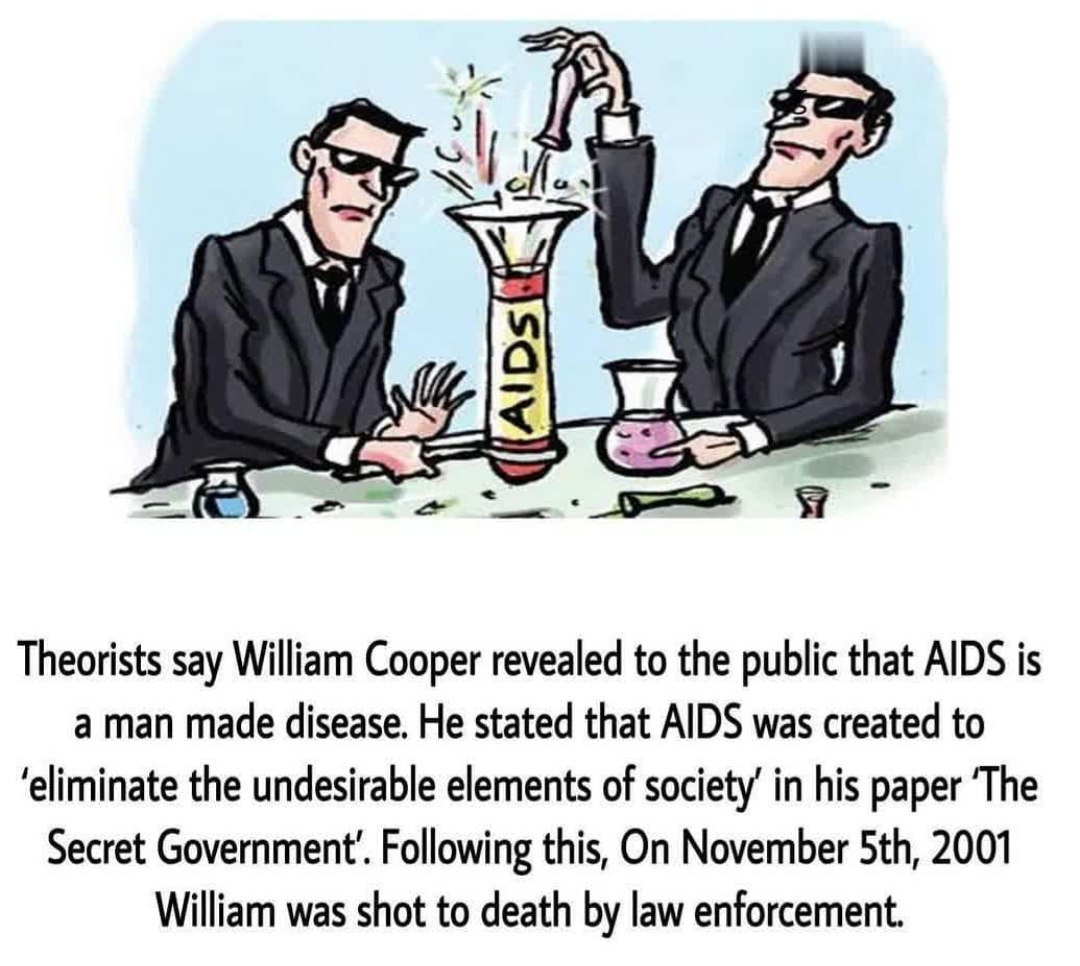 AIDS
Theorists say William Cooper revealed to the public that AIDS is
a man made disease. He stated that AIDS was created to
‘eliminate the undesirable elements of society’ in his paper ‘The
Secret Government’. Following this, On November 5th, 2001
William was shot to death by law enforcement.